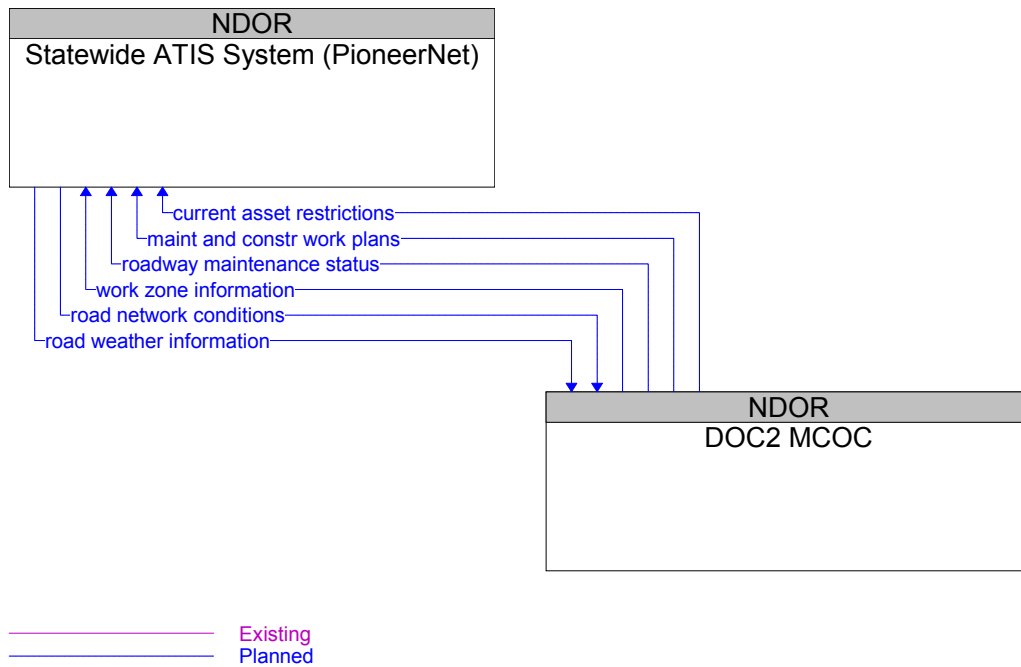 NDOR
Statewide ATIS System (PioneerNet)
current asset restrictions
maint and constr work plans
roadway maintenance status
work zone information
road network conditions
road weather information
NDOR
DOC2 MCOC
Existing
Planned